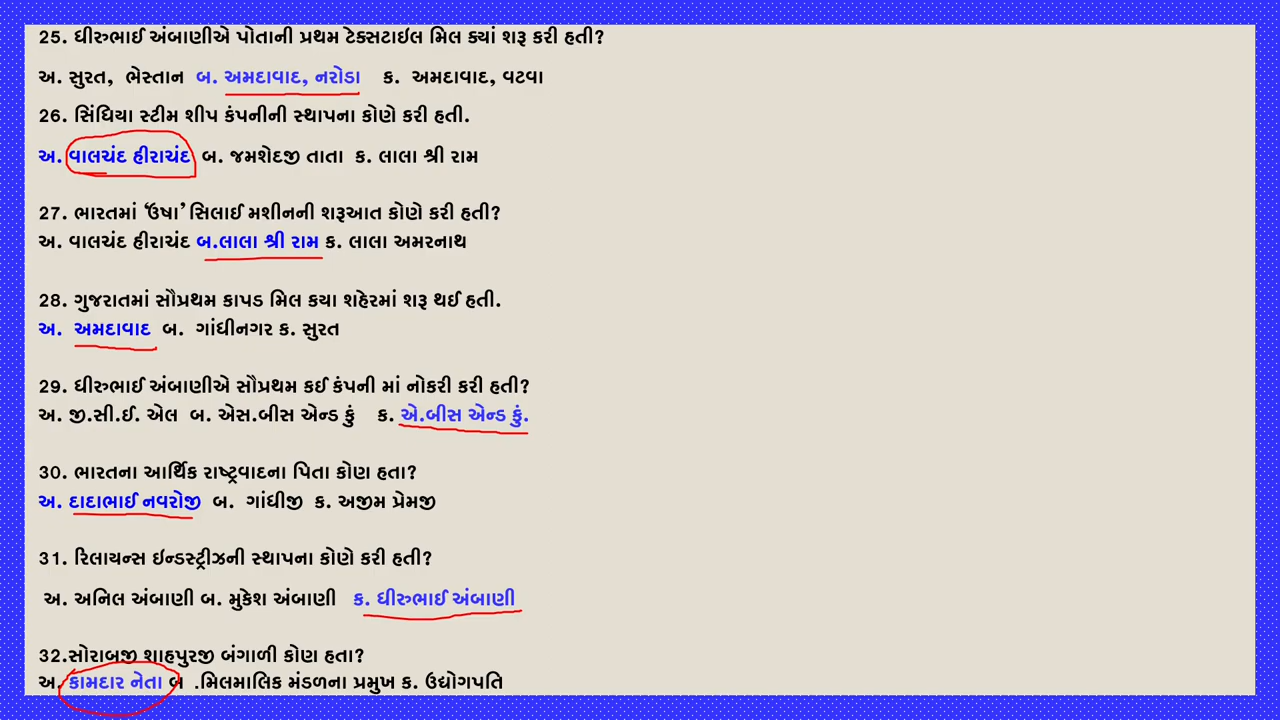 25. ધીરુભાઈ અંબાણીએ પોતાની પ્રથમ ટેક્સટાઇલ મિલ ક્યાં શરૂ કરી હતી?
અ. સુરત, ભેસ્તાન બ. અમદાવાદ, નરોડા ક. અમદાવાદ, વટવા
26. સિંધિયા સ્ટીમ શીપ કંપનીની સ્થાપના કોણે કરી હતી.
અ. વાલચંદ હીરાચંદ બ. જમશેદજી તાતા ક. લાલા શ્રી રામ
27. ભારતમાં ‘ઉષા’ સિલાઈ મશીનની શરૂઆત કોણે કરી હતી?
અ. વાલચંદ હીરાચંદ બ.લાલા શ્રી રામ ક. લાલા અમરનાથ
28. ગુજરાતમાં સૌપ્રથમ કાપડ મિલ કયા શહેરમાં શરૂ થઈ હતી.
અ. અમદાવાદ બ. ગાંધીનગર ક. સુરત
29. ધીરુભાઈ અંબાણીએ સૌપ્રથમ કઈ કંપની માં નોકરી કરી હતી?
અ. જી.સી.ઈ. એલ બ. એસ.બીસ એન્ડ કું ક. એ.બીસ એન્ડ કું.
30. ભારતના આર્થિક રાષ્ટ્રવાદના પિતા કોણ હતા?
અ. દાદાભાઈ નવરોજી બ. ગાંધીજી ક. અજીમ પ્રેમજી
31. રિલાયન્સ ઇન્ડસ્ટ્રીઝની સ્થાપના કોણે કરી હતી?
અ. અનિલ અંબાણી બ. મુકેશ અંબાણી ક. ધીરુભાઈ અંબાણી
32.સોરાબજી શાહપુરજી બંગાળી કોણ હતા?
અ. કામદાર નેતા બ .મિલમાલિક મંડળના પ્રમુખ ક. ઉદ્યોગપતિ